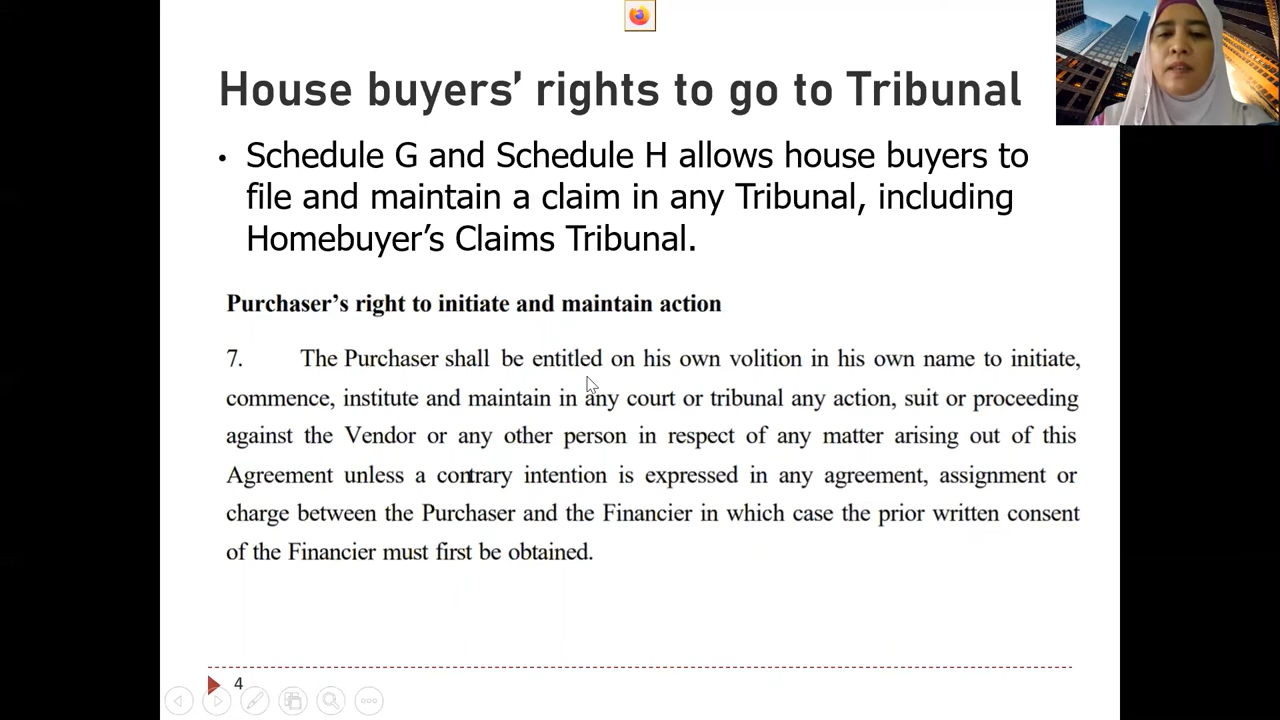 House buyers’ rights to go to Tribunal
• Schedule G and Schedule H allows house buyers to
file and maintain a claim in any Tribunal, including
Homebuyer’s Claims Tribunal.
Purchaser’s right to initiate and maintain action
7. The Purchaser shall be entitled on his own volition in his own name to initiate,
commence, institute and maintain in any court or tribunal any action, suit or proceeding
against the Vendor or any other person in respect of any matter arising out of this
Agreement unless a contrary intention is expressed in any agreement, assignment or
charge between the Purchaser and the Financier in which case the prior written consent
of the Financier must first be obtained.
4